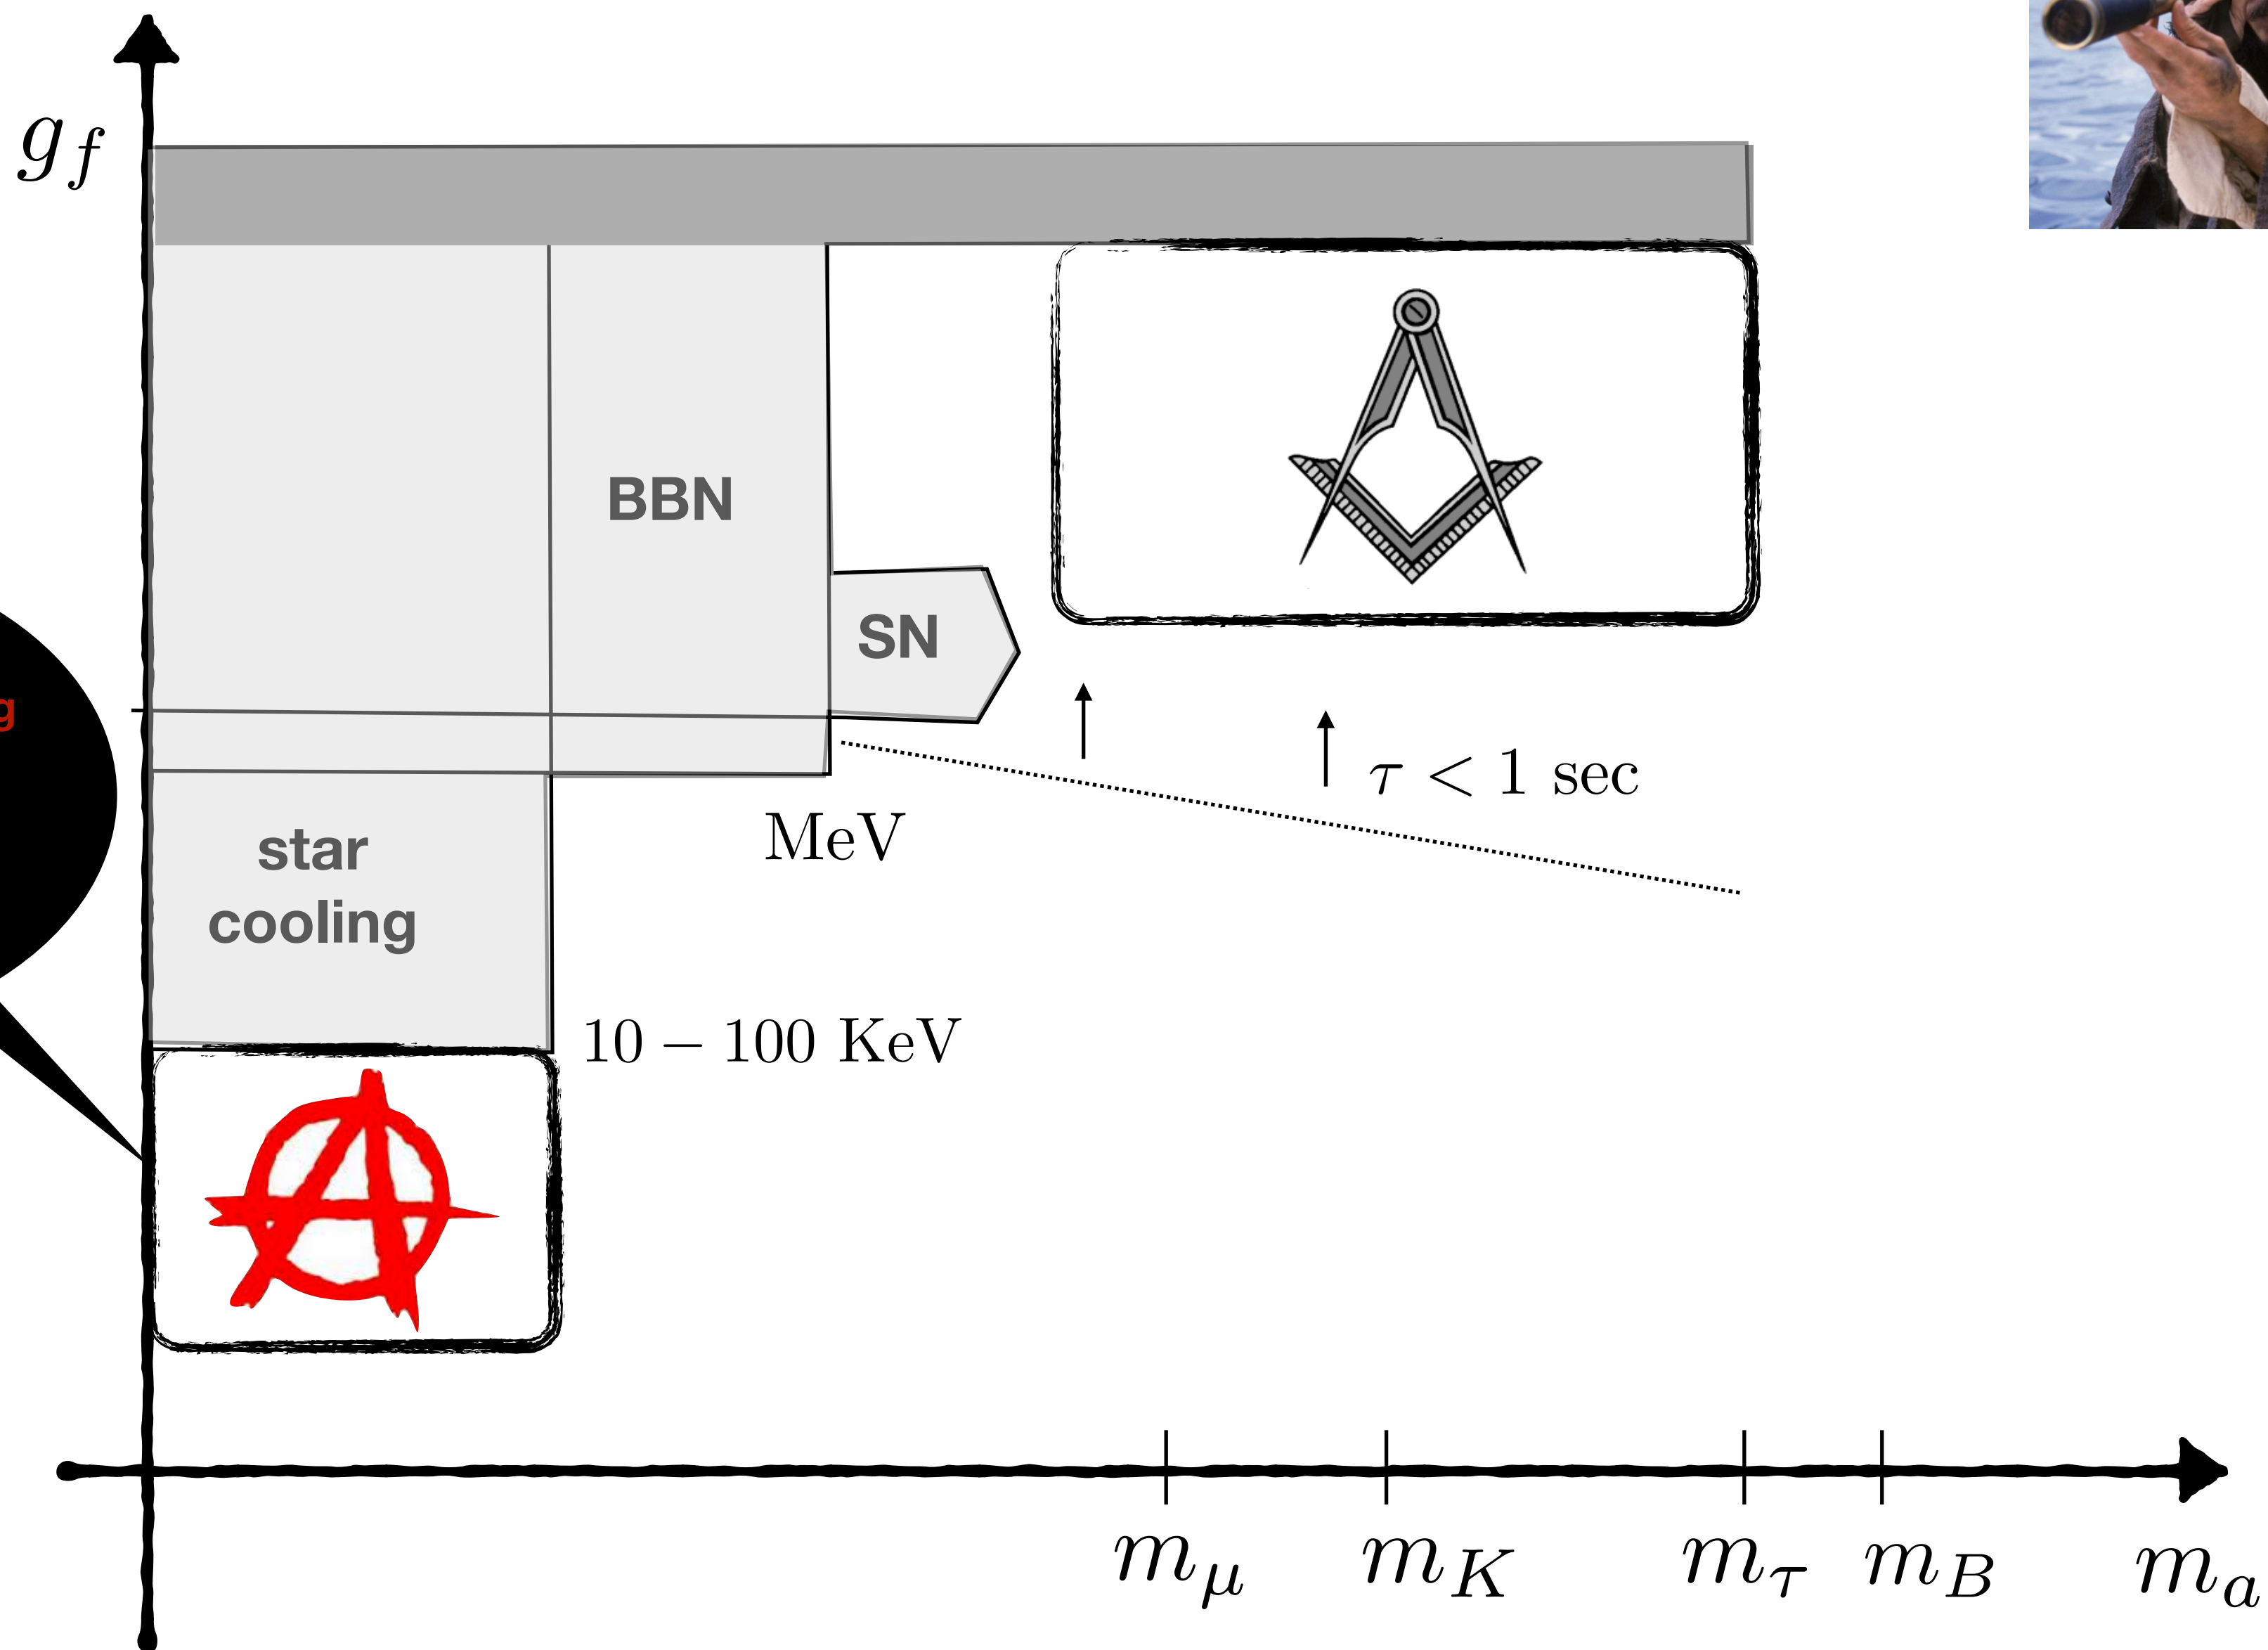 g_f
BBN
SN
τ < 1 sec
MeV
star
cooling
10 − 100 KeV
m_μ m_K m_τ m_B m_a